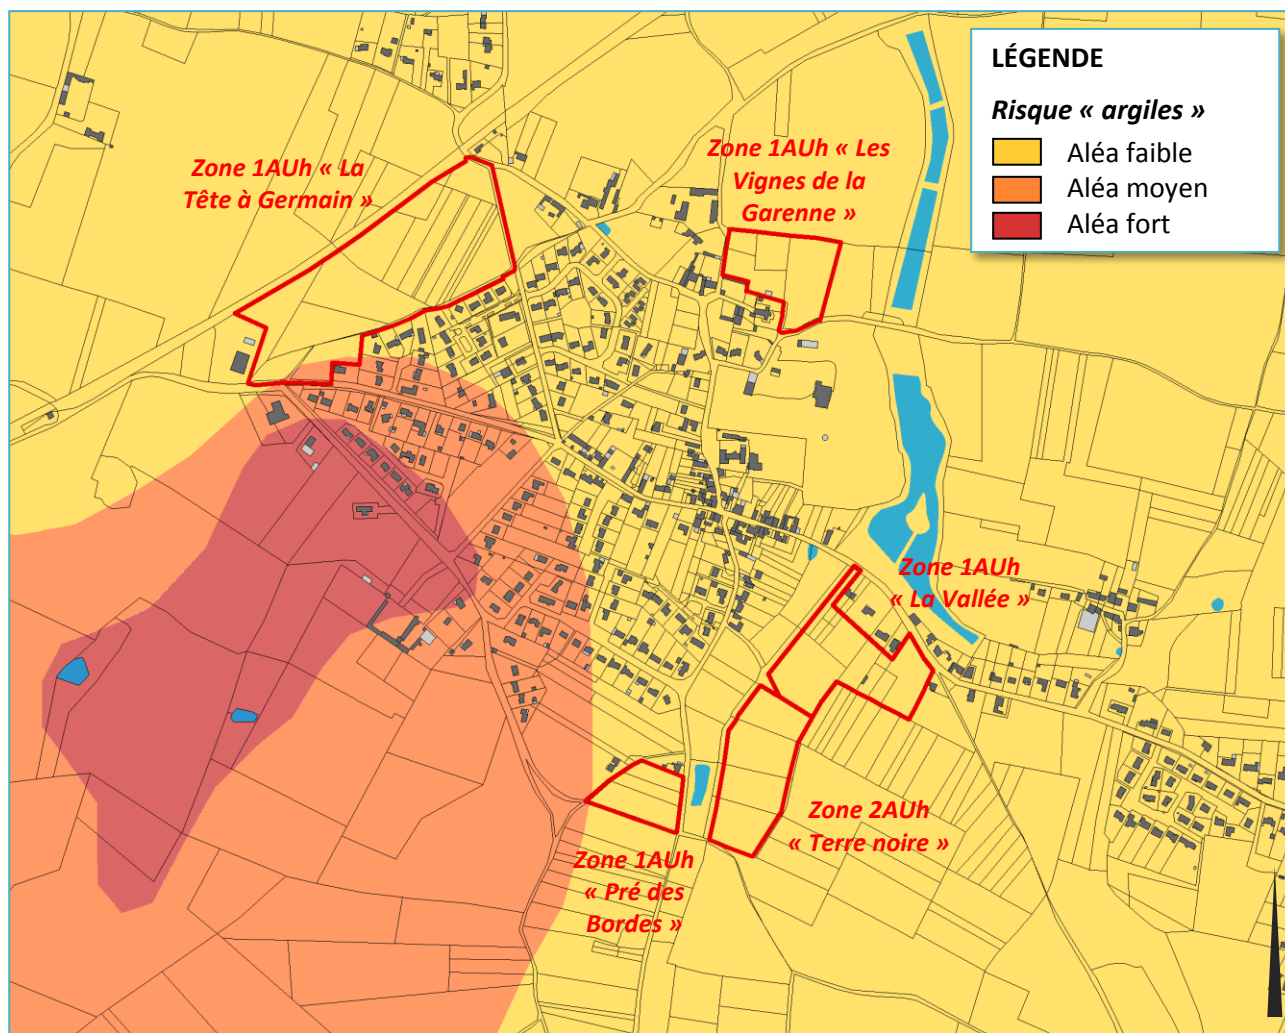 LÉGENDE
Risque « argiles »
Aléa faible
Aléa moyen
Aléa fort
Zone 1AUh « La
Tête à Germain »
Zone 1AUh « Les
Vignes de la
Garenne »
Zone 1AUh
« La Vallée »
Zone 2AUh
« Terre noire »
Zone 1AUh
« Pré des
Bordes »